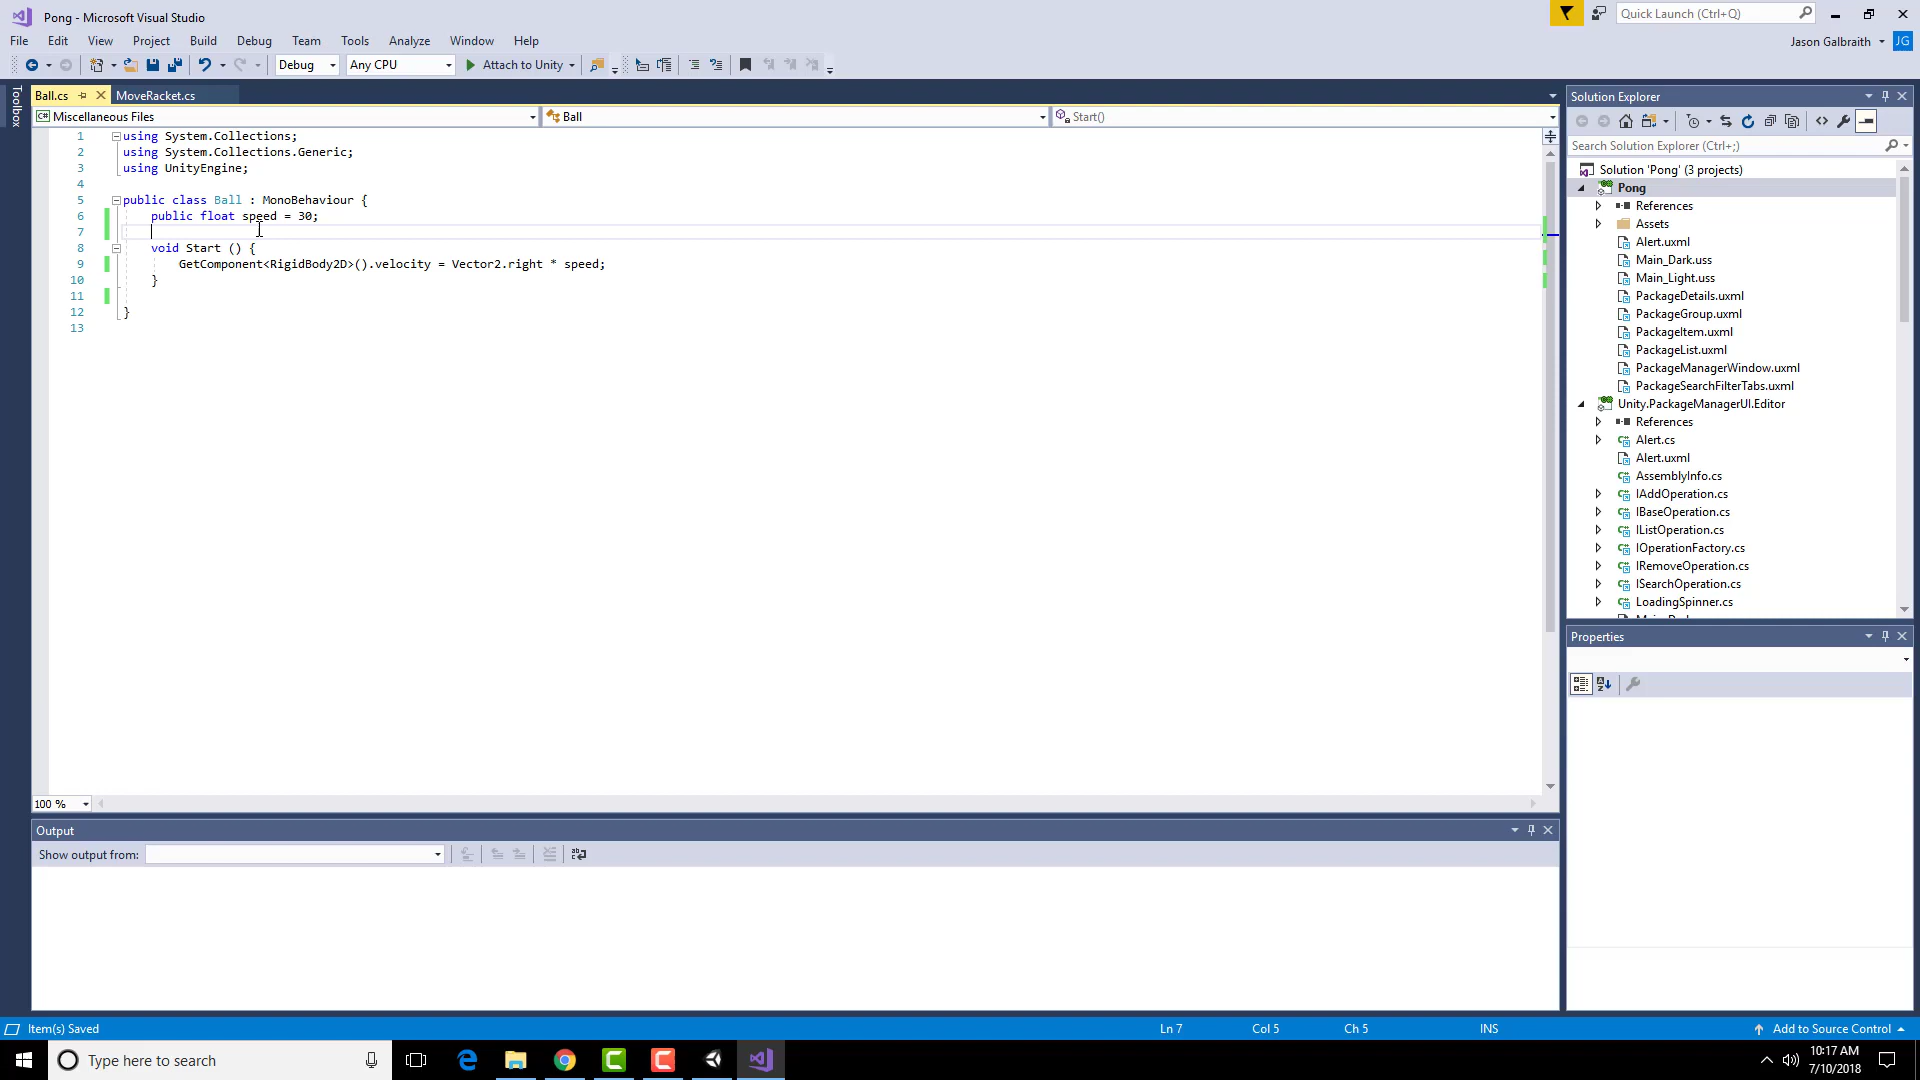 Pong - Microsoft Visual Studio
Quick Launch (Ctrl+Q)
File Edit View Project Build Debug Team Tools Analyze Window Help
Jason Galbraith JG
Debug Any CPU Attach to Unity
Toolbox
Ball.cs MoveRacket.cs
C# Miscellaneous Files Ball Start()
1 using System.Collections;
2 using System.Collections.Generic;
3 using UnityEngine;
4
5 public class Ball : MonoBehaviour {
6 public float speed = 30;
7
8 void Start () {
9 GetComponent<RigidBody2D>().velocity = Vector2.right * speed;
10 }
11
12 }
13
100 %
Output
Show output from:
Solution Explorer
Search Solution Explorer (Ctrl+;)
Solution 'Pong' (3 projects)
Pong
References
Assets
Alert.uxml
Main_Dark.uss
Main_Light.uss
PackageDetails.uxml
PackageGroup.uxml
PackageItem.uxml
PackageList.uxml
PackageManagerWindow.uxml
PackageSearchFilterTabs.uxml
Unity.PackageManagerUI.Editor
References
Alert.cs
Alert.uxml
AssemblyInfo.cs
IAddOperation.cs
IBaseOperation.cs
IListOperation.cs
IOperationFactory.cs
IRemoveOperation.cs
ISearchOperation.cs
LoadingSpinner.cs
Properties
Item(s) Saved Ln 7 Col 5 Ch 5 INS Add to Source Control
Type here to search
10:17 AM
7/10/2018